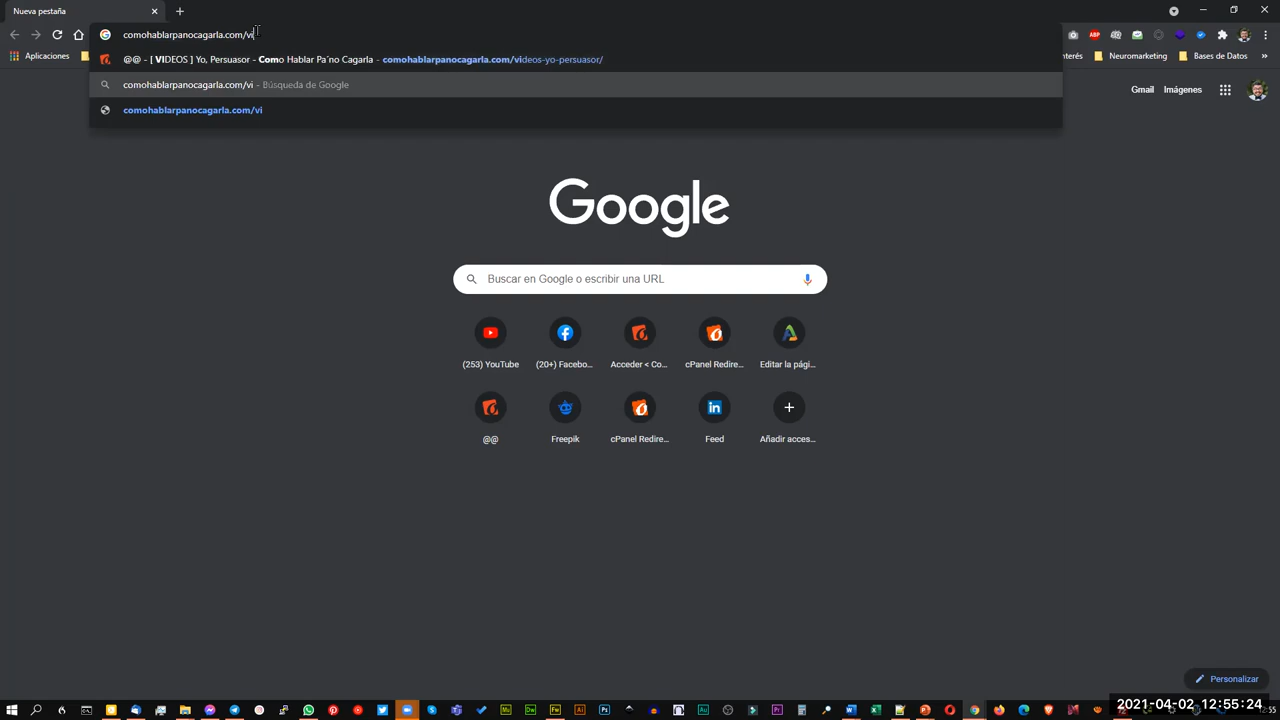 Nueva pestaña
comohablarpanocagarla.com/vi
@@ - [ VIDEOS ] Yo, Persuasor - Como Hablar Pa´no Cagarla - comohablarpanocagarla.com/videos-yo-persuasor/
comohablarpanocagarla.com/vi - Búsqueda de Google
comohablarpanocagarla.com/vi
ABP
Aplicaciones
Neuromarketing
Bases de Datos
»
Gmail
Imágenes
Google
Buscar en Google o escribir una URL
(253) YouTube
(20+) Facebo...
Acceder < Co...
cPanel Redire...
Editar la pági...
@@
Freepik
cPanel Redire...
Feed
Añadir acces...
Personalizar
2021-04-02 12:55:24